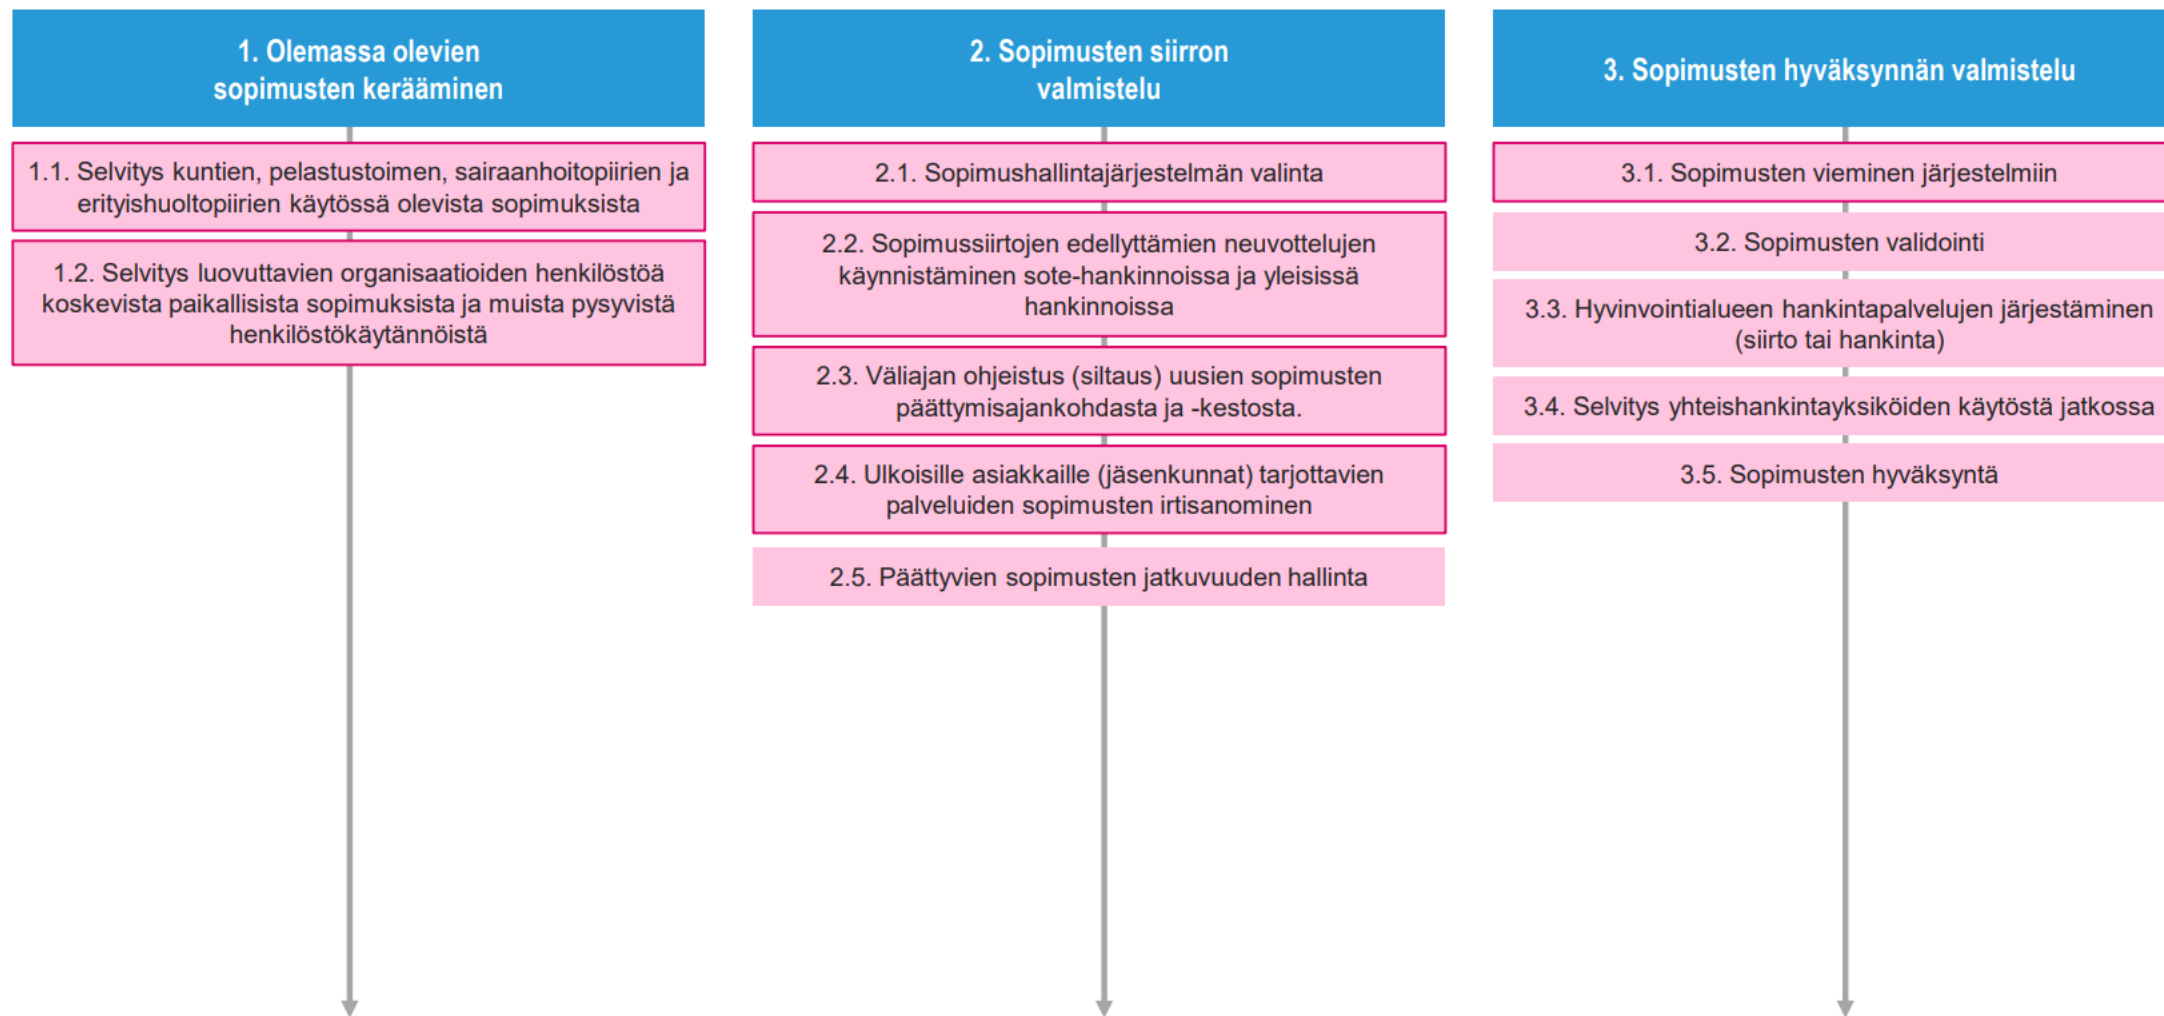 1. Olemassa olevien
sopimusten kerääminen
1.1. Selvitys kuntien, pelastustoimen, sairaanhoitopiirien ja
erityishuoltopiirien käytössä olevista sopimuksista
1.2. Selvitys luovuttavien organisaatioiden henkilöstöä
koskevista paikallisista sopimuksista ja muista pysyvistä
henkilöstökäytännöistä
2. Sopimusten siirron
valmistelu
2.1. Sopimushallintajärjestelmän valinta
2.2. Sopimussiirtojen edellyttämien neuvottelujen
käynnistäminen sote-hankinnoissa ja yleisissä
hankinnoissa
2.3. Väliajan ohjeistus (siltaus) uusien sopimusten
päättymisajankohdasta ja -kestosta.
2.4. Ulkoisille asiakkaille (jäsenkunnat) tarjottavien
palveluiden sopimusten irtisanominen
2.5. Päättyvien sopimusten jatkuvuuden hallinta
3. Sopimusten hyväksynnän valmistelu
3.1. Sopimusten vieminen järjestelmiin
3.2. Sopimusten validointi
3.3. Hyvinvointialueen hankintapalvelujen järjestäminen
(siirto tai hankinta)
3.4. Selvitys yhteishankintayksiköiden käytöstä jatkossa
3.5. Sopimusten hyväksyntä